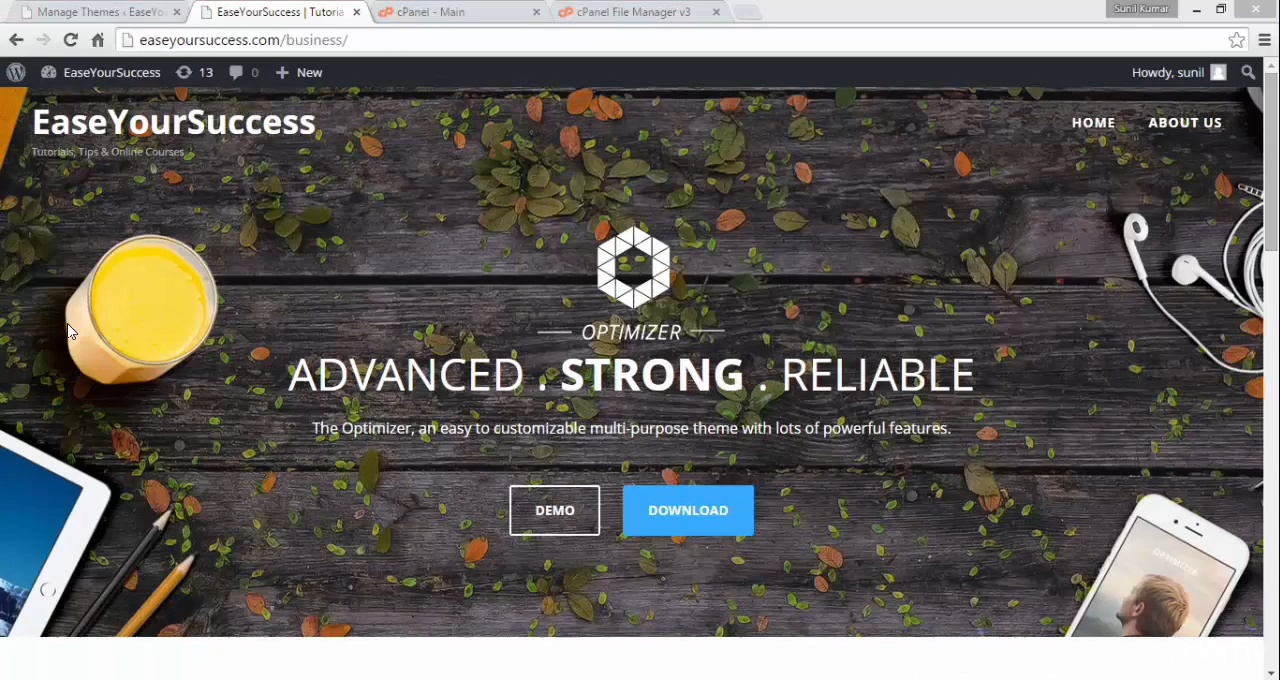 Manage Themes ‹ EaseYo
EaseYourSuccess | Tutoria
cPanel - Main
cPanel File Manager v3
Sunil Kumar
easeyoursuccess.com/business/
EaseYourSuccess
13
0
New
Howdy, sunil
EaseYourSuccess
HOME
ABOUT US
Tutorials, Tips & Online Courses
OPTIMIZER
ADVANCED . STRONG . RELIABLE
The Optimizer, an easy to customizable multi-purpose theme with lots of powerful features.
DEMO
DOWNLOAD
OPTIMIZER